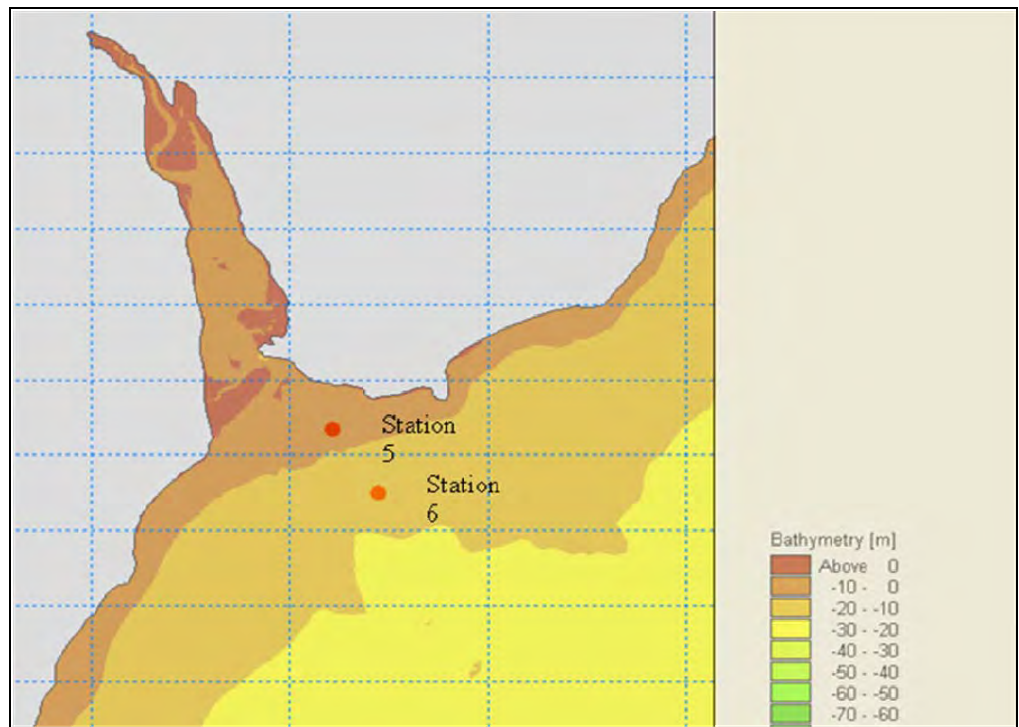 Station
5
Station
6
Bathymetry [m]
Above 0
-10 - 0
-20 - -10
-30 - -20
-40 - -30
-50 - -40
-60 - -50
-70 - -60